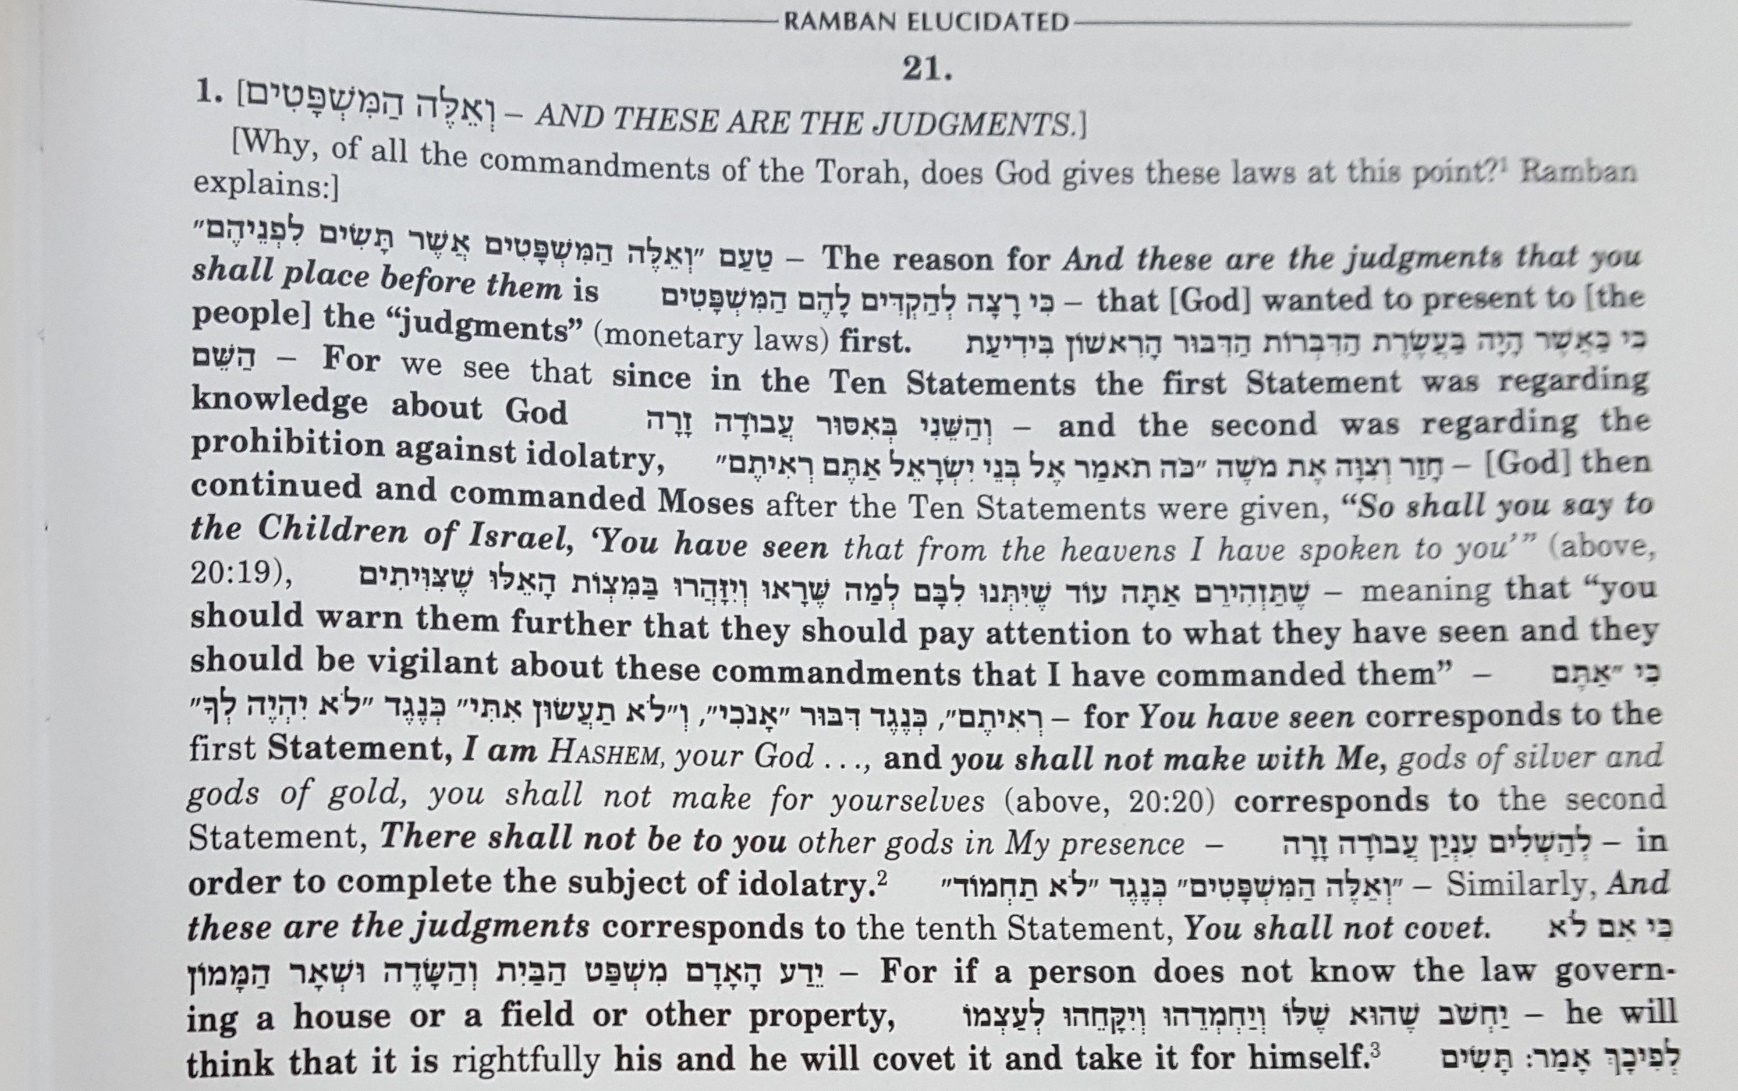 RAMBAN ELUCIDATED
21.
1. [וְאֵלֶּה הַמִּשְׁפָּטִים – AND THESE ARE THE JUDGMENTS.]
[Why, of all the commandments of the Torah, does God gives these laws at this point?¹ Ramban
explains:]
טַעַם ״וְאֵלֶּה הַמִּשְׁפָּטִים אֲשֶׁר תָּשִׂים לִפְנֵיהֶם״ – The reason for And these are the judgments that you
shall place before them is כִּי רָצָה לְהַקְדִּים לָהֶם הַמִּשְׁפָּטִים – that [God] wanted to present to [the
people] the “judgments” (monetary laws) first. כִּי כַּאֲשֶׁר הָיָה בַּעֲשֶׂרֶת הַדִּבְּרוֹת הַדִּבּוּר הָרִאשׁוֹן בִּידִיעַת
הַשֵּׁם – For we see that since in the Ten Statements the first Statement was regarding
knowledge about God וְהַשֵּׁנִי בְּאִסּוּר עֲבוֹדָה זָרָה – and the second was regarding the
prohibition against idolatry, חָזַר וְצִוָּה אֶת מֹשֶׁה ״כֹּה תֹאמַר אֶל בְּנֵי יִשְׂרָאֵל אַתֶּם רְאִיתֶם״ – [God] then
continued and commanded Moses after the Ten Statements were given, “So shall you say to
the Children of Israel, ‘You have seen that from the heavens I have spoken to you’” (above,
20:19), שֶׁתַּזְהִירֵם אַתָּה עוֹד שֶׁיִּתְּנוּ לִבָּם לְמַה שֶּׁרָאוּ וְיִזָּהֲרוּ בַּמִּצְוֹת הָאֵלּוּ שֶׁצִּוִּיתִים – meaning that “you
should warn them further that they should pay attention to what they have seen and they
should be vigilant about these commandments that I have commanded them” – כִּי ״אַתֶּם
רְאִיתֶם״, כְּנֶגֶד דִּבּוּר ״אָנֹכִי״, וְ״לֹא תַעֲשׂוּן אִתִּי״ כְּנֶגֶד ״לֹא יִהְיֶה לְךָ״ – for You have seen corresponds to the
first Statement, I am HASHEM, your God . . ., and you shall not make with Me, gods of silver and
gods of gold, you shall not make for yourselves (above, 20:20) corresponds to the second
Statement, There shall not be to you other gods in My presence – לְהַשְׁלִים עִנְיַן עֲבוֹדָה זָרָה – in
order to complete the subject of idolatry.² ״וְאֵלֶּה הַמִּשְׁפָּטִים״ כְּנֶגֶד ״לֹא תַחְמוֹד״ – Similarly, And
these are the judgments corresponds to the tenth Statement, You shall not covet. כִּי אִם לֹא
יֵדַע הָאָדָם מִשְׁפַּט הַבַּיִת וְהַשָּׂדֶה וּשְׁאָר הַמָּמוֹן – For if a person does not know the law govern-
ing a house or a field or other property, יַחְשֹׁב שֶׁהוּא שֶׁלּוֹ וְיַחְמְדֵהוּ וְיִקָּחֵהוּ לְעַצְמוֹ – he will
think that it is rightfully his and he will covet it and take it for himself.³ לְפִיכָךְ אָמַר: תָּשִׂים